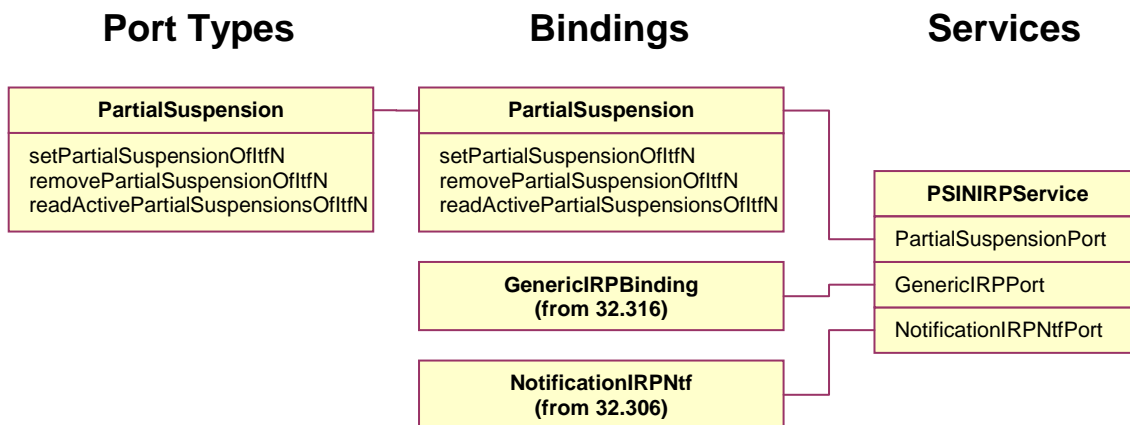 Port Types
Bindings
Services
PartialSuspension
setPartialSuspensionOfItfN
removePartialSuspensionOfItfN
readActivePartialSuspensionsOfItfN
PartialSuspension
setPartialSuspensionOfItfN
removePartialSuspensionOfItfN
readActivePartialSuspensionsOfItfN
GenericIRPBinding
(from 32.316)
NotificationIRPNtf
(from 32.306)
PSINIRPService
PartialSuspensionPort
GenericIRPPort
NotificationIRPNtfPort